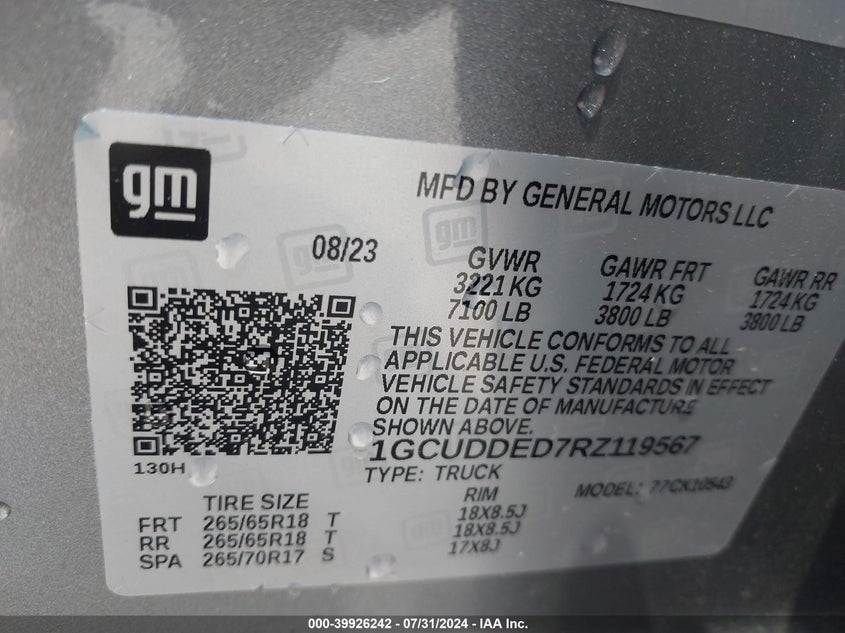 gm
MFD BY GENERAL MOTORS LLC
08/23
GVWR GAWR FRT GAWR RR
3221 KG 1724 KG 1724 KG
7100 LB 3800 LB 3800 LB
THIS VEHICLE CONFORMS TO ALL
APPLICABLE U.S. FEDERAL MOTOR
VEHICLE SAFETY STANDARDS IN EFFECT
ON THE DATE OF MANUFACTURE
SHOWN ABOVE.
1GCUDDED7RZ119567
130H
TYPE: TRUCK
MODEL: 77CK10543
TIRE SIZE RIM
FRT 265/65R18 T 18X8.5J
RR 265/65R18 T 18X8.5J
SPA 265/70R17 S 17X8J
000-39926242 - 07/31/2024 - IAA Inc.